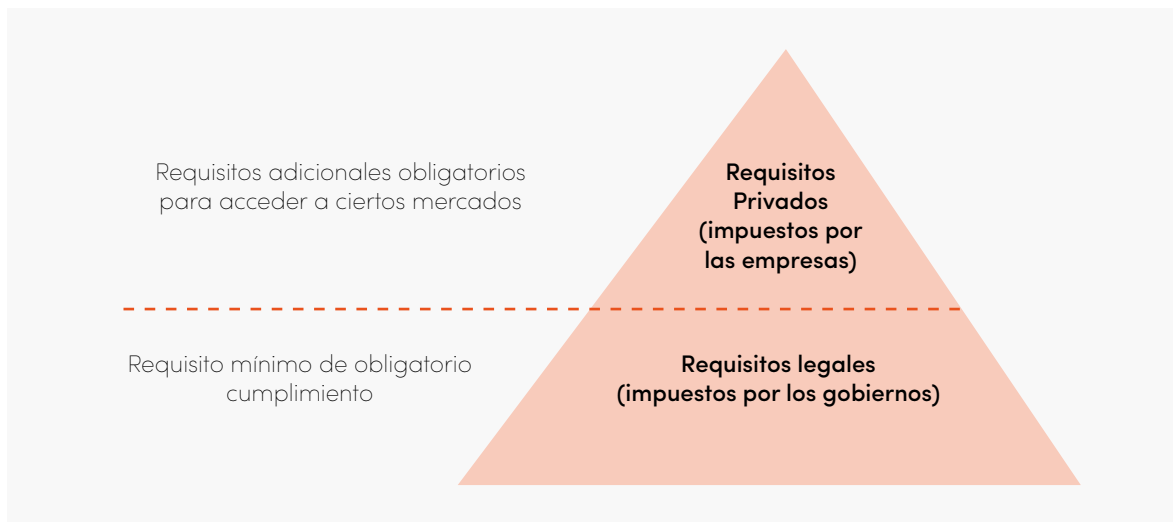 Requisitos adicionales obligatorios
para acceder a ciertos mercados
Requisitos
Privados
(impuestos por
las empresas)
Requisito mínimo de obligatorio
cumplimiento
Requisitos legales
(impuestos por los gobiernos)